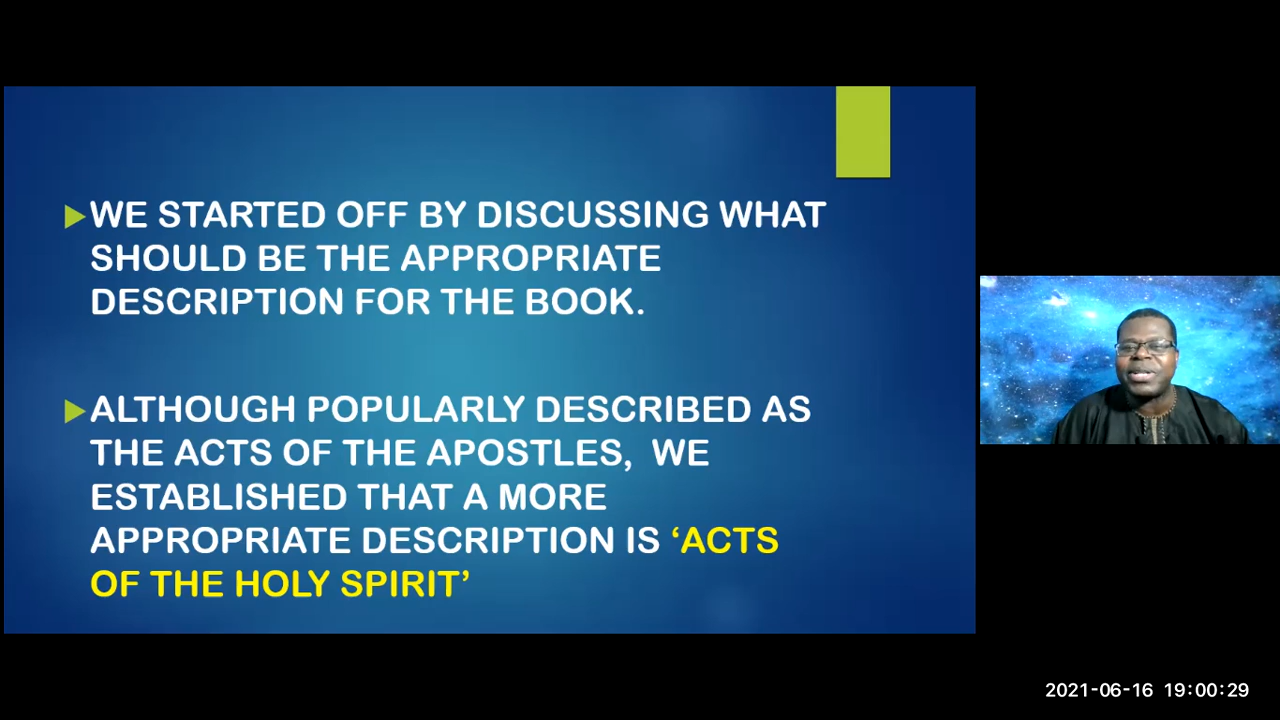 WE STARTED OFF BY DISCUSSING WHAT
SHOULD BE THE APPROPRIATE
DESCRIPTION FOR THE BOOK.
ALTHOUGH POPULARLY DESCRIBED AS
THE ACTS OF THE APOSTLES, WE
ESTABLISHED THAT A MORE
APPROPRIATE DESCRIPTION IS ‘ACTS
OF THE HOLY SPIRIT’
2021-06-16 19:00:29